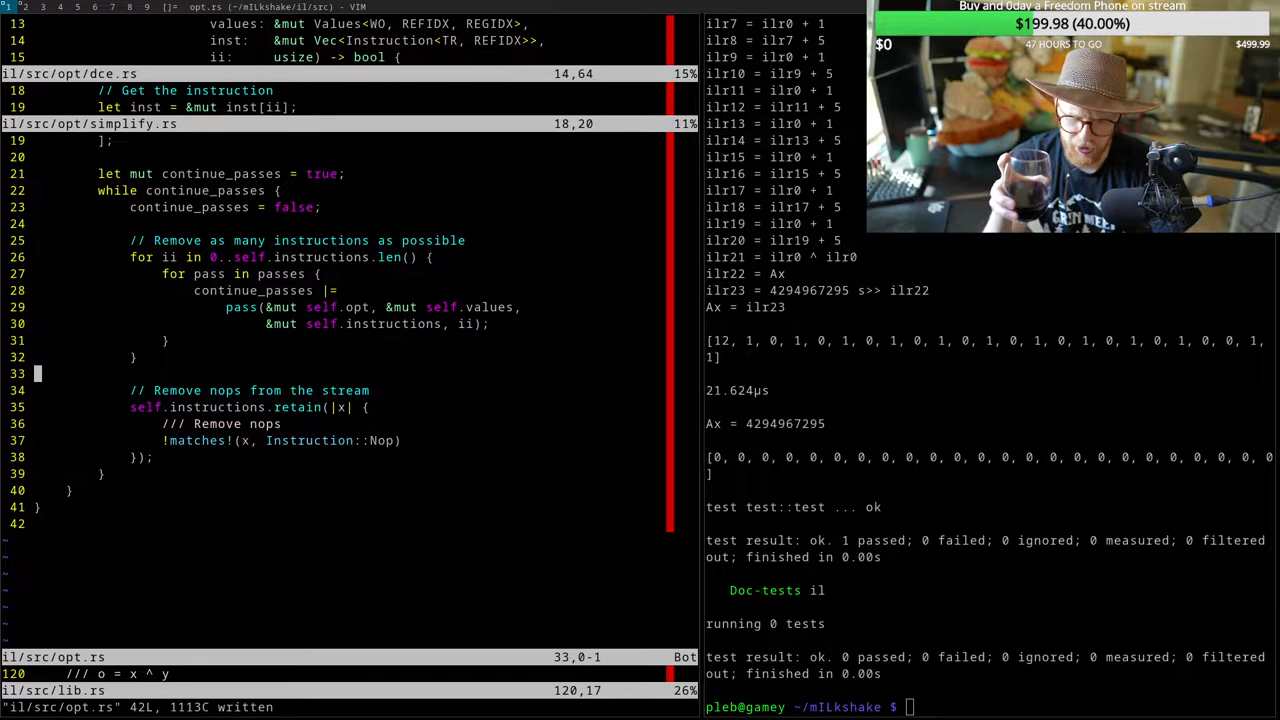 1 2 3 4 5 6 7 8 9 []= opt.rs (~/mILkshake/il/src) - VIM
13 values: &mut Values<WO, REFIDX, REGIDX>,
14 inst: &mut Vec<Instruction<TR, REFIDX>>,
15 ii: usize) -> bool {
il/src/opt/dce.rs 14,64 15%
18 // Get the instruction
19 let inst = &mut inst[ii];
il/src/opt/simplify.rs 18,20 11%
19 ];
20
21 let mut continue_passes = true;
22 while continue_passes {
23 continue_passes = false;
24
25 // Remove as many instructions as possible
26 for ii in 0..self.instructions.len() {
27 for pass in passes {
28 continue_passes |=
29 pass(&mut self.opt, &mut self.values,
30 &mut self.instructions, ii);
31 }
32 }
33
34 // Remove nops from the stream
35 self.instructions.retain(|x| {
36 /// Remove nops
37 !matches!(x, Instruction::Nop)
38 });
39 }
40 }
41 }
42
~
~
~
~
~
~
~
il/src/opt.rs 33,0-1 Bot
120 /// o = x ^ y
il/src/lib.rs 120,17 26%
"il/src/opt.rs" 42L, 1113C written
ilr7 = ilr0 + 1
ilr8 = ilr7 + 5
ilr9 = ilr0 + 1
ilr10 = ilr9 + 5
ilr11 = ilr0 + 1
ilr12 = ilr11 + 5
ilr13 = ilr0 + 1
ilr14 = ilr13 + 5
ilr15 = ilr0 + 1
ilr16 = ilr15 + 5
ilr17 = ilr0 + 1
ilr18 = ilr17 + 5
ilr19 = ilr0 + 1
ilr20 = ilr19 + 5
ilr21 = ilr0 ^ ilr0
ilr22 = Ax
ilr23 = 4294967295 s>> ilr22
Ax = ilr23
[12, 1, 0, 1, 0, 1, 0, 1, 0, 1, 0, 1, 0, 1, 0, 1, 0, 1, 0, 1, 0, 0, 1,
1]
21.624µs
Ax = 4294967295
[0, 0, 0, 0, 0, 0, 0, 0, 0, 0, 0, 0, 0, 0, 0, 0, 0, 0, 0, 0, 0, 0, 0, 0
]
test test::test ... ok
test result: ok. 1 passed; 0 failed; 0 ignored; 0 measured; 0 filtered
out; finished in 0.00s
Doc-tests il
running 0 tests
test result: ok. 0 passed; 0 failed; 0 ignored; 0 measured; 0 filtered
out; finished in 0.00s
pleb@gamey ~/mILkshake $
Buy and 0day a Freedom Phone on stream
$199.98 (40.00%)
$0 47 HOURS TO GO $499.99